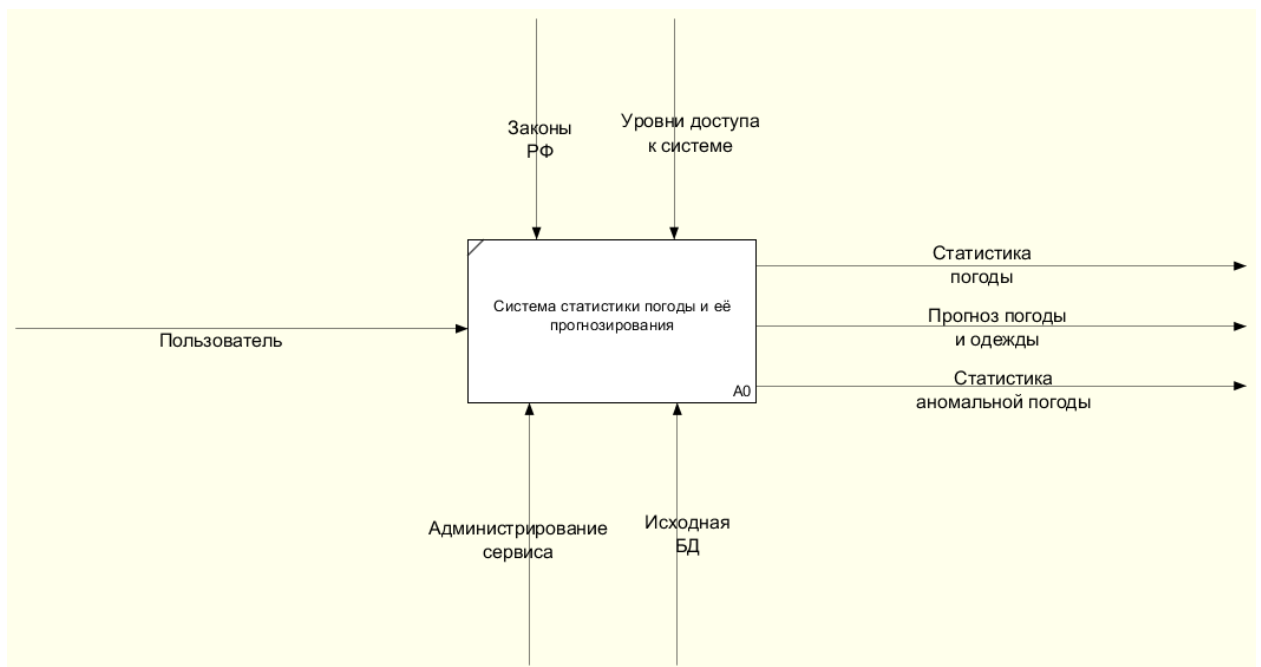 Законы
РФ
Уровни доступа
к системе
Статистика
погоды
Система статистики погоды и её
прогнозирования
Прогноз погоды
и одежды
Пользователь
Статистика
аномальной погоды
A0
Администрирование
сервиса
Исходная
БД